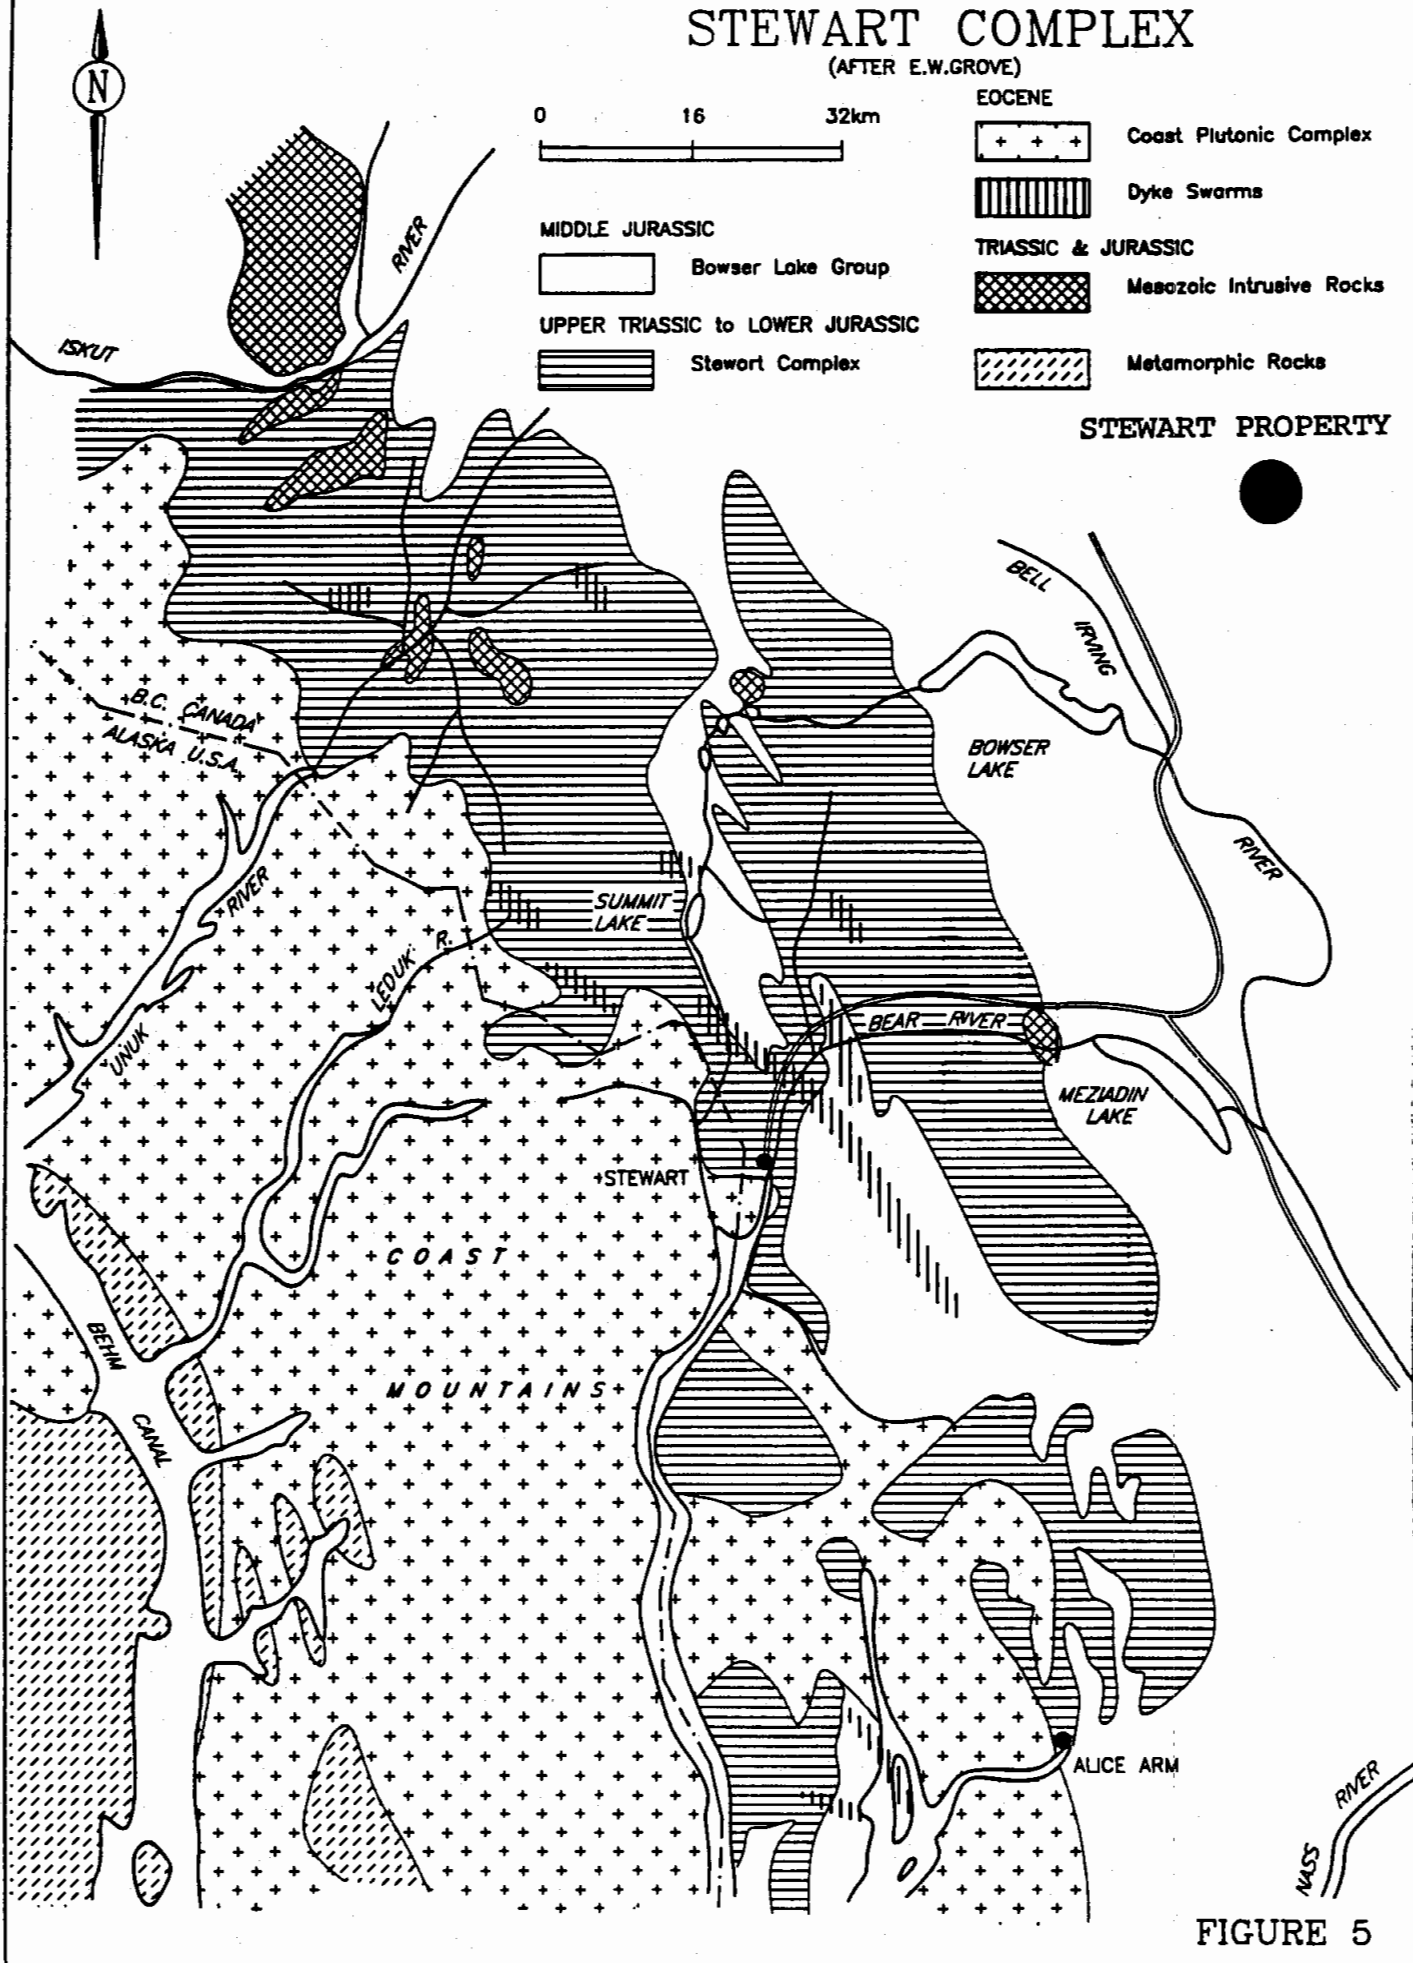 STEWART COMPLEX
(AFTER E.W.GROVE)
N
0 16 32km
EOCENE
Coast Plutonic Complex
Dyke Swarms
MIDDLE JURASSIC
Bowser Lake Group
TRIASSIC & JURASSIC
Mesozoic Intrusive Rocks
UPPER TRIASSIC to LOWER JURASSIC
Stewart Complex
Metamorphic Rocks
STEWART PROPERTY
RIVER
ISKUT
BELL
IRVING
RIVER
B.C. CANADA
ALASKA U.S.A.
BOWSER
LAKE
SUMMIT
LAKE
RIVER
UNUK
LEDUK R.
BEAR RIVER
MEZIADIN
LAKE
STEWART
COAST
MOUNTAINS
BEHM
CANAL
ALICE ARM
RIVER
NASS
FIGURE 5